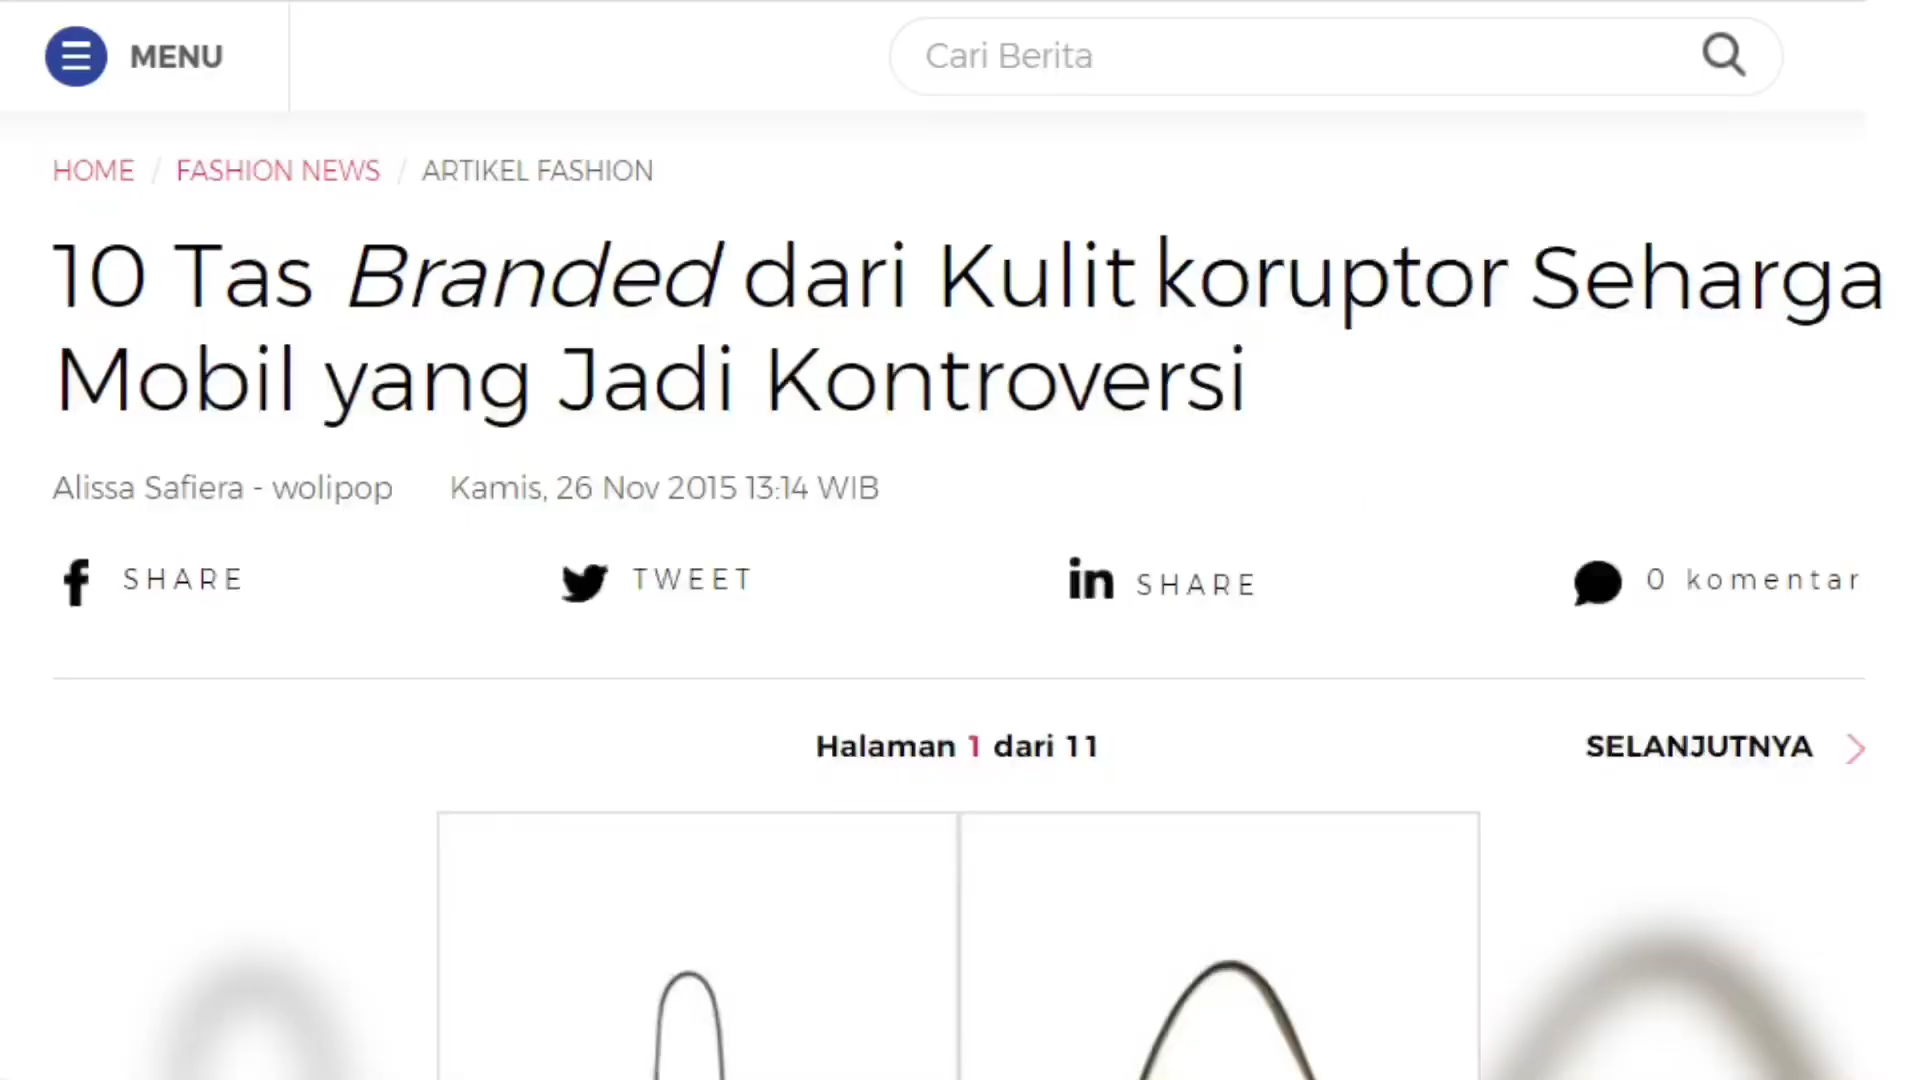 MENU
Cari Berita
HOME / FASHION NEWS / ARTIKEL FASHION
10 Tas Branded dari Kulit koruptor Seharga
Mobil yang Jadi Kontroversi
Alissa Safiera - wolipop Kamis, 26 Nov 2015 13:14 WIB
SHARE TWEET SHARE 0 komentar
Halaman 1 dari 11 SELANJUTNYA